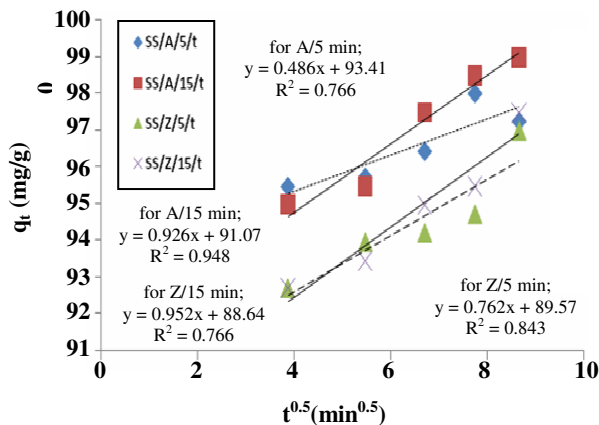 100
99
98
97
96
95
94
93
92
91
0
qt (mg/g)
SS/A/5/t
SS/A/15/t
SS/Z/5/t
SS/Z/15/t
for A/5 min;
y = 0.486x + 93.41
R² = 0.766
for A/15 min;
y = 0.926x + 91.07
R² = 0.948
for Z/15 min;
y = 0.952x + 88.64
R² = 0.766
for Z/5 min;
y = 0.762x + 89.57
R² = 0.843
0 2 4 6 8 10
t^0.5(min^0.5)